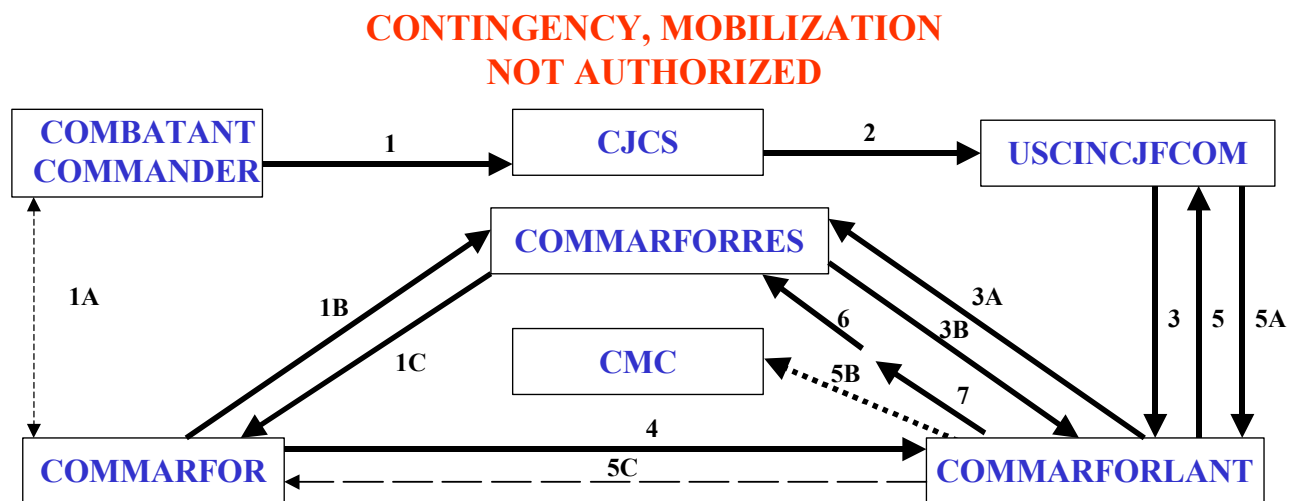 CONTINGENCY, MOBILIZATION
NOT AUTHORIZED
COMBATANT
COMMANDER
1
CJCS
2
USCINCJFCOM
COMMARFORRES
1A
1B
1C
3A
3B
3
5
5A
6
CMC
5B
7
4
COMMARFOR
5C
COMMARFORLANT